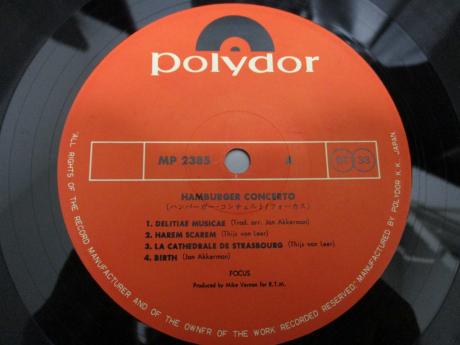 polydor
MP 2385
ST 33
HAMBURGER CONCERTO
(ハンバーガー・コンチェルト/フォーカス)
1. DELITIAE MUSICAE (Trad. arr. Jan Akkerman)
2. HAREM SCAREM (Thijs van Leer)
3. LA CATHEDRALE DE STRASBOURG (Thijs van Leer)
4. BIRTH (Jan Akkerman)
FOCUS
Produced by Mike Vernon for R.T.M.
"ALL RIGHTS OF THE RECORD MANUFACTURER AND OF THE OWNER OF THE WORK RECORDED RESERVED" MANUFACTURED BY POLYDOR K.K. JAPAN.